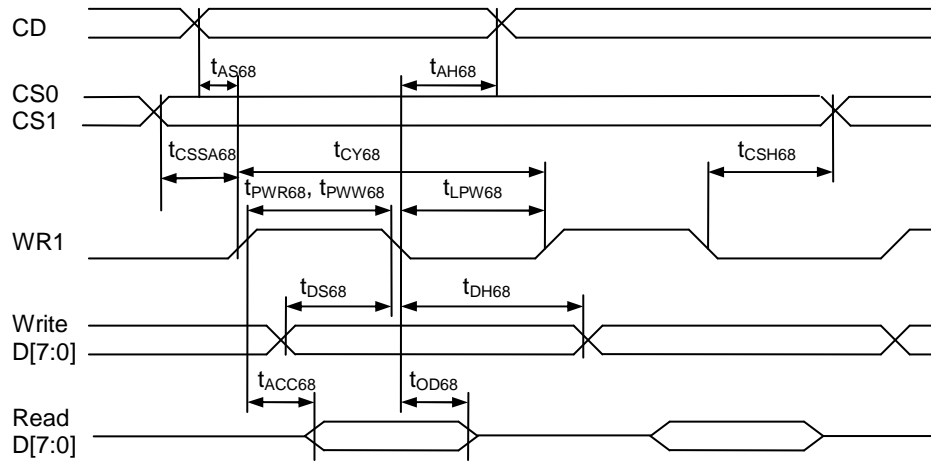 CD
tAS68
tAH68
CS0
CS1
tCSSA68
tCY68
tCSH68
tPWR68, tPWW68
tLPW68
WR1
tDS68
tDH68
Write
D[7:0]
tACC68
tOD68
Read
D[7:0]